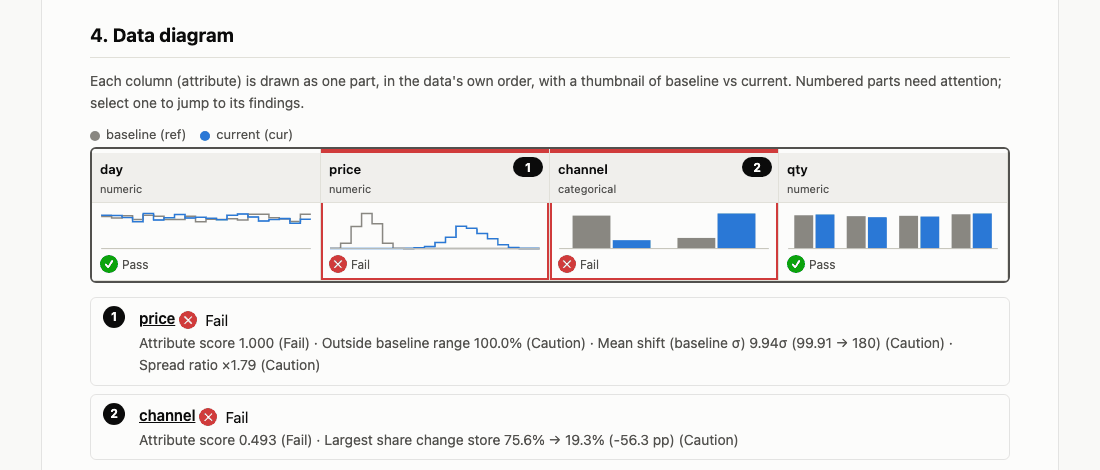 4. Data diagram
Each column (attribute) is drawn as one part, in the data's own order, with a thumbnail of baseline vs current. Numbered parts need attention;
select one to jump to its findings.
baseline (ref) current (cur)
day
numeric
Pass
price 1
numeric
Fail
channel 2
categorical
Fail
qty
numeric
Pass
1 price Fail
Attribute score 1.000 (Fail) · Outside baseline range 100.0% (Caution) · Mean shift (baseline σ) 9.94σ (99.91 → 180) (Caution) ·
Spread ratio ×1.79 (Caution)
2 channel Fail
Attribute score 0.493 (Fail) · Largest share change store 75.6% → 19.3% (-56.3 pp) (Caution)